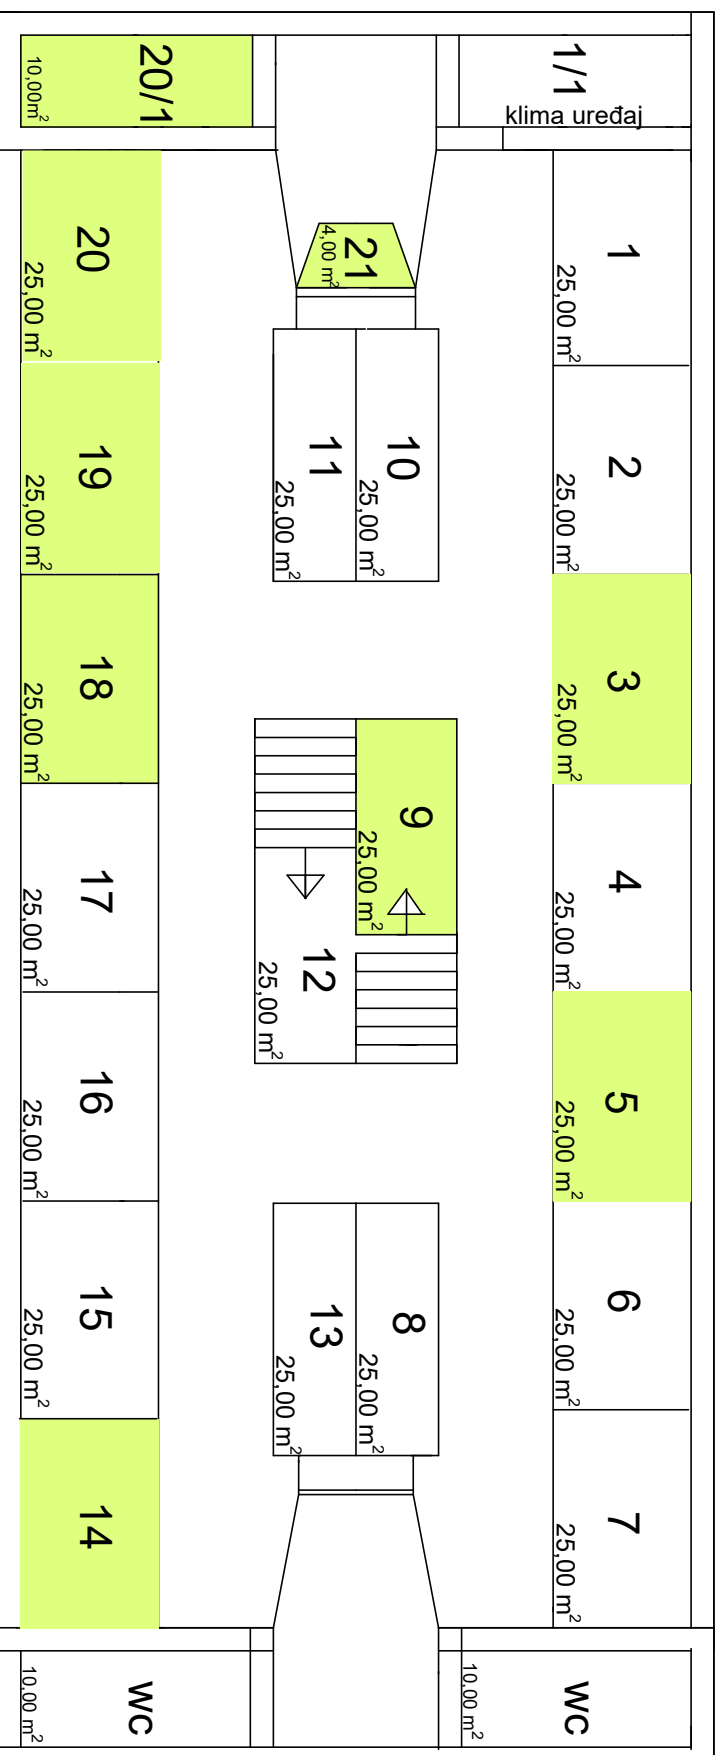 1/1
klima uređaj
20/1
10,00m²
1
25,00 m²
2
25,00 m²
3
25,00 m²
4
25,00 m²
5
25,00 m²
6
25,00 m²
7
25,00 m²
WC
10,00 m²
21
4,00 m²
10
25,00 m²
11
25,00 m²
9
25,00 m²
12
25,00 m²
8
25,00 m²
13
25,00 m²
20
25,00 m²
19
25,00 m²
18
25,00 m²
17
25,00 m²
16
25,00 m²
15
25,00 m²
14
WC
10,00 m²